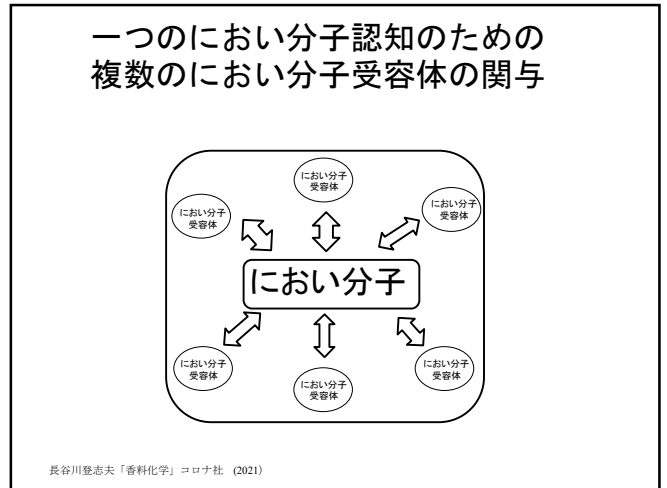 一つのにおい分子認知のための
複数のにおい分子受容体の関与
におい分子
受容体
におい分子
受容体
におい分子
受容体
におい分子
におい分子
受容体
におい分子
受容体
におい分子
受容体
長谷川登志夫「香料化学」コロナ社 (2021)